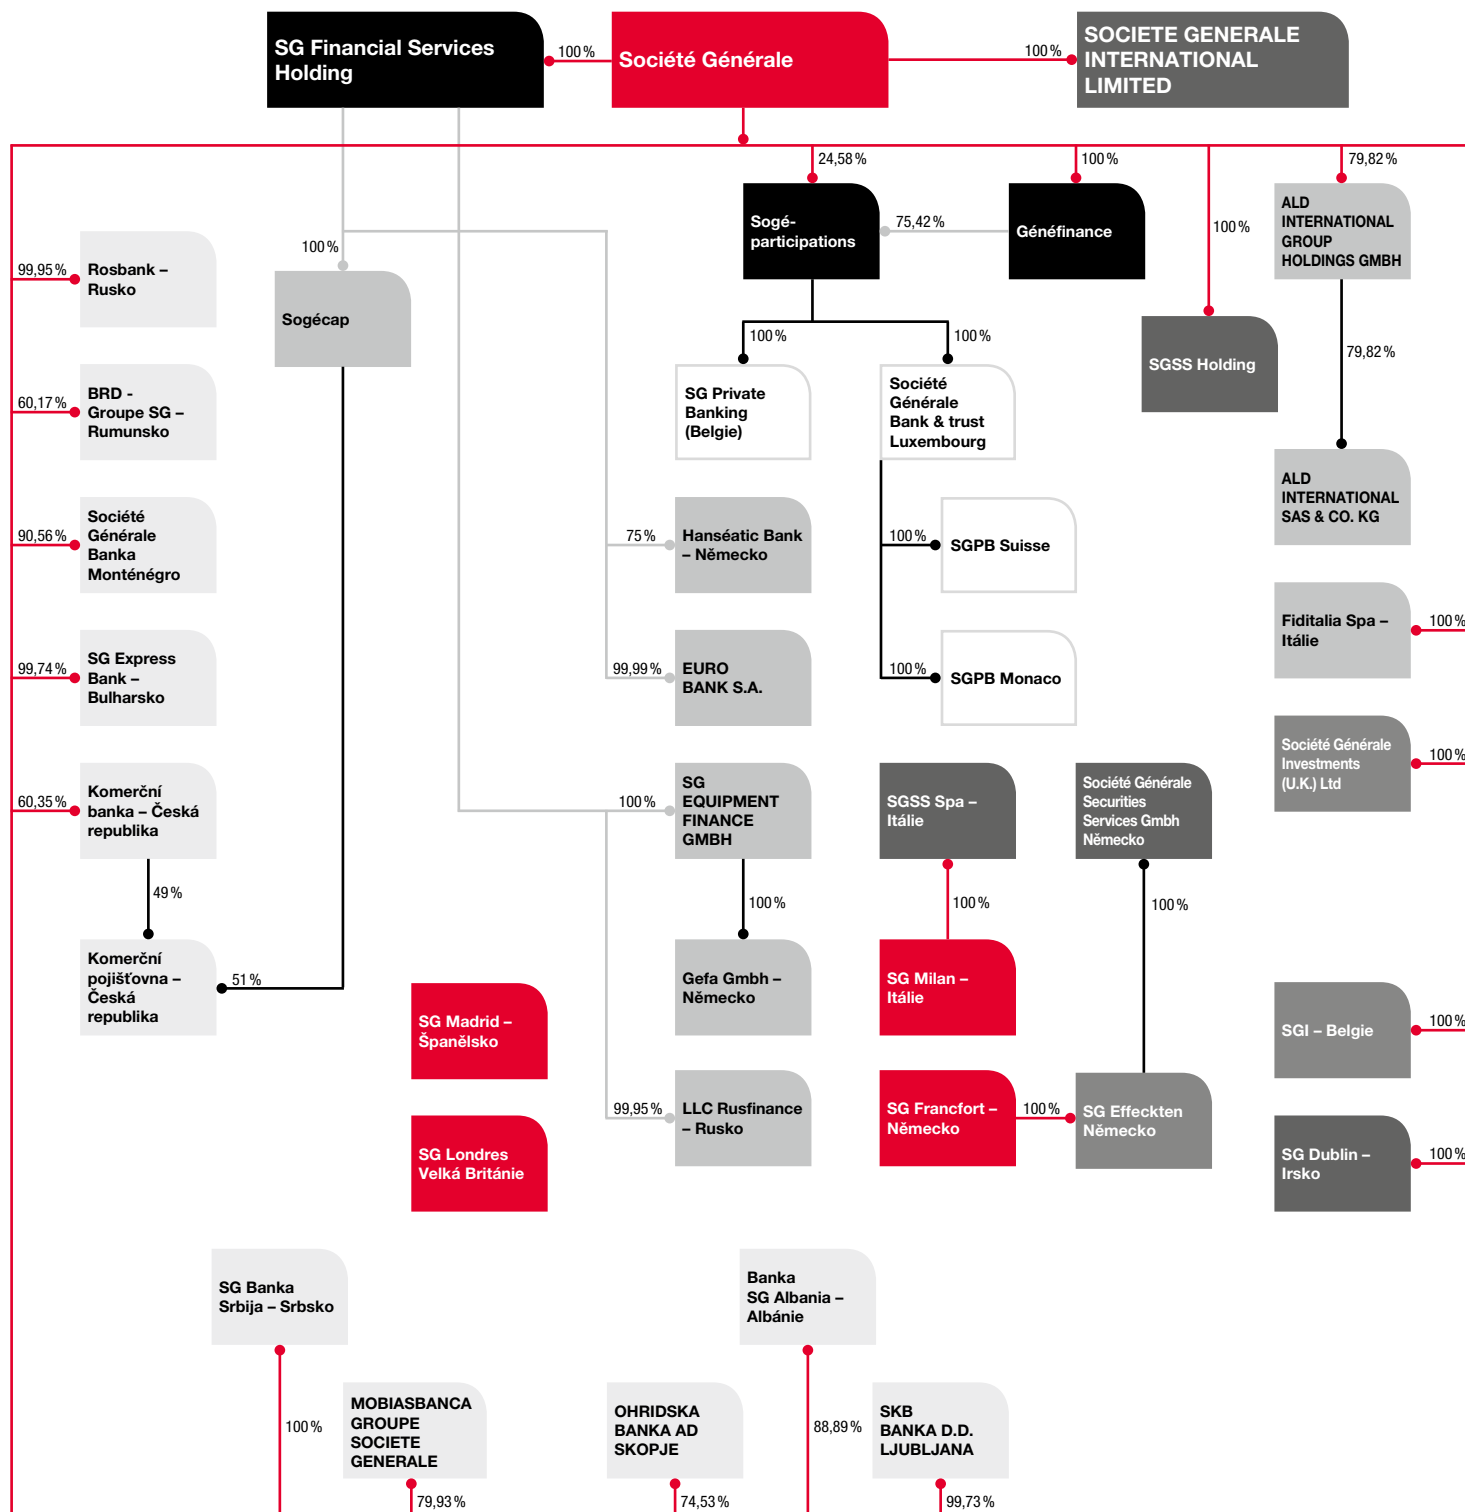 SG Financial Services
Holding
100 %
Société Générale
100 %
SOCIETE GENERALE
INTERNATIONAL
LIMITED
24,58 %
100 %
79,82 %
Sogé-
participations
75,42 %
Généfinance
100 %
ALD
INTERNATIONAL
GROUP
HOLDINGS GMBH
99,95 %
Rosbank –
Rusko
100 %
Sogécap
100 %
100 %
SGSS Holding
79,82 %
60,17 %
BRD -
Groupe SG –
Rumunsko
SG Private
Banking
(Belgie)
Société
Générale
Bank & trust
Luxembourg
ALD
INTERNATIONAL
SAS & CO. KG
90,56 %
Société
Générale
Banka
Monténégro
75 %
Hanséatic Bank
– Německo
100 %
SGPB Suisse
Fiditalia Spa –
Itálie
100 %
99,74 %
SG Express
Bank –
Bulharsko
99,99 %
EURO
BANK S.A.
100 %
SGPB Monaco
Société Générale
Investments
(U.K.) Ltd
100 %
60,35 %
Komerční
banka – Česká
republika
100 %
SG
EQUIPMENT
FINANCE
GMBH
SGSS Spa –
Itálie
Société Générale
Securities
Services Gmbh
Německo
49 %
100 %
100 %
100 %
Komerční
pojišťovna –
Česká
republika
51 %
SG Madrid –
Španělsko
Gefa Gmbh –
Německo
SG Milan –
Itálie
SGI – Belgie
100 %
SG Londres
Velká Británie
99,95 %
LLC Rusfinance
– Rusko
SG Francfort –
Německo
100 %
SG Effeckten
Německo
SG Dublin –
Irsko
100 %
SG Banka
Srbija – Srbsko
Banka
SG Albania –
Albánie
100 %
MOBIASBANCA
GROUPE
SOCIETE
GENERALE
OHRIDSKA
BANKA AD
SKOPJE
88,89 %
SKB
BANKA D.D.
LJUBLJANA
79,93 %
74,53 %
99,73 %